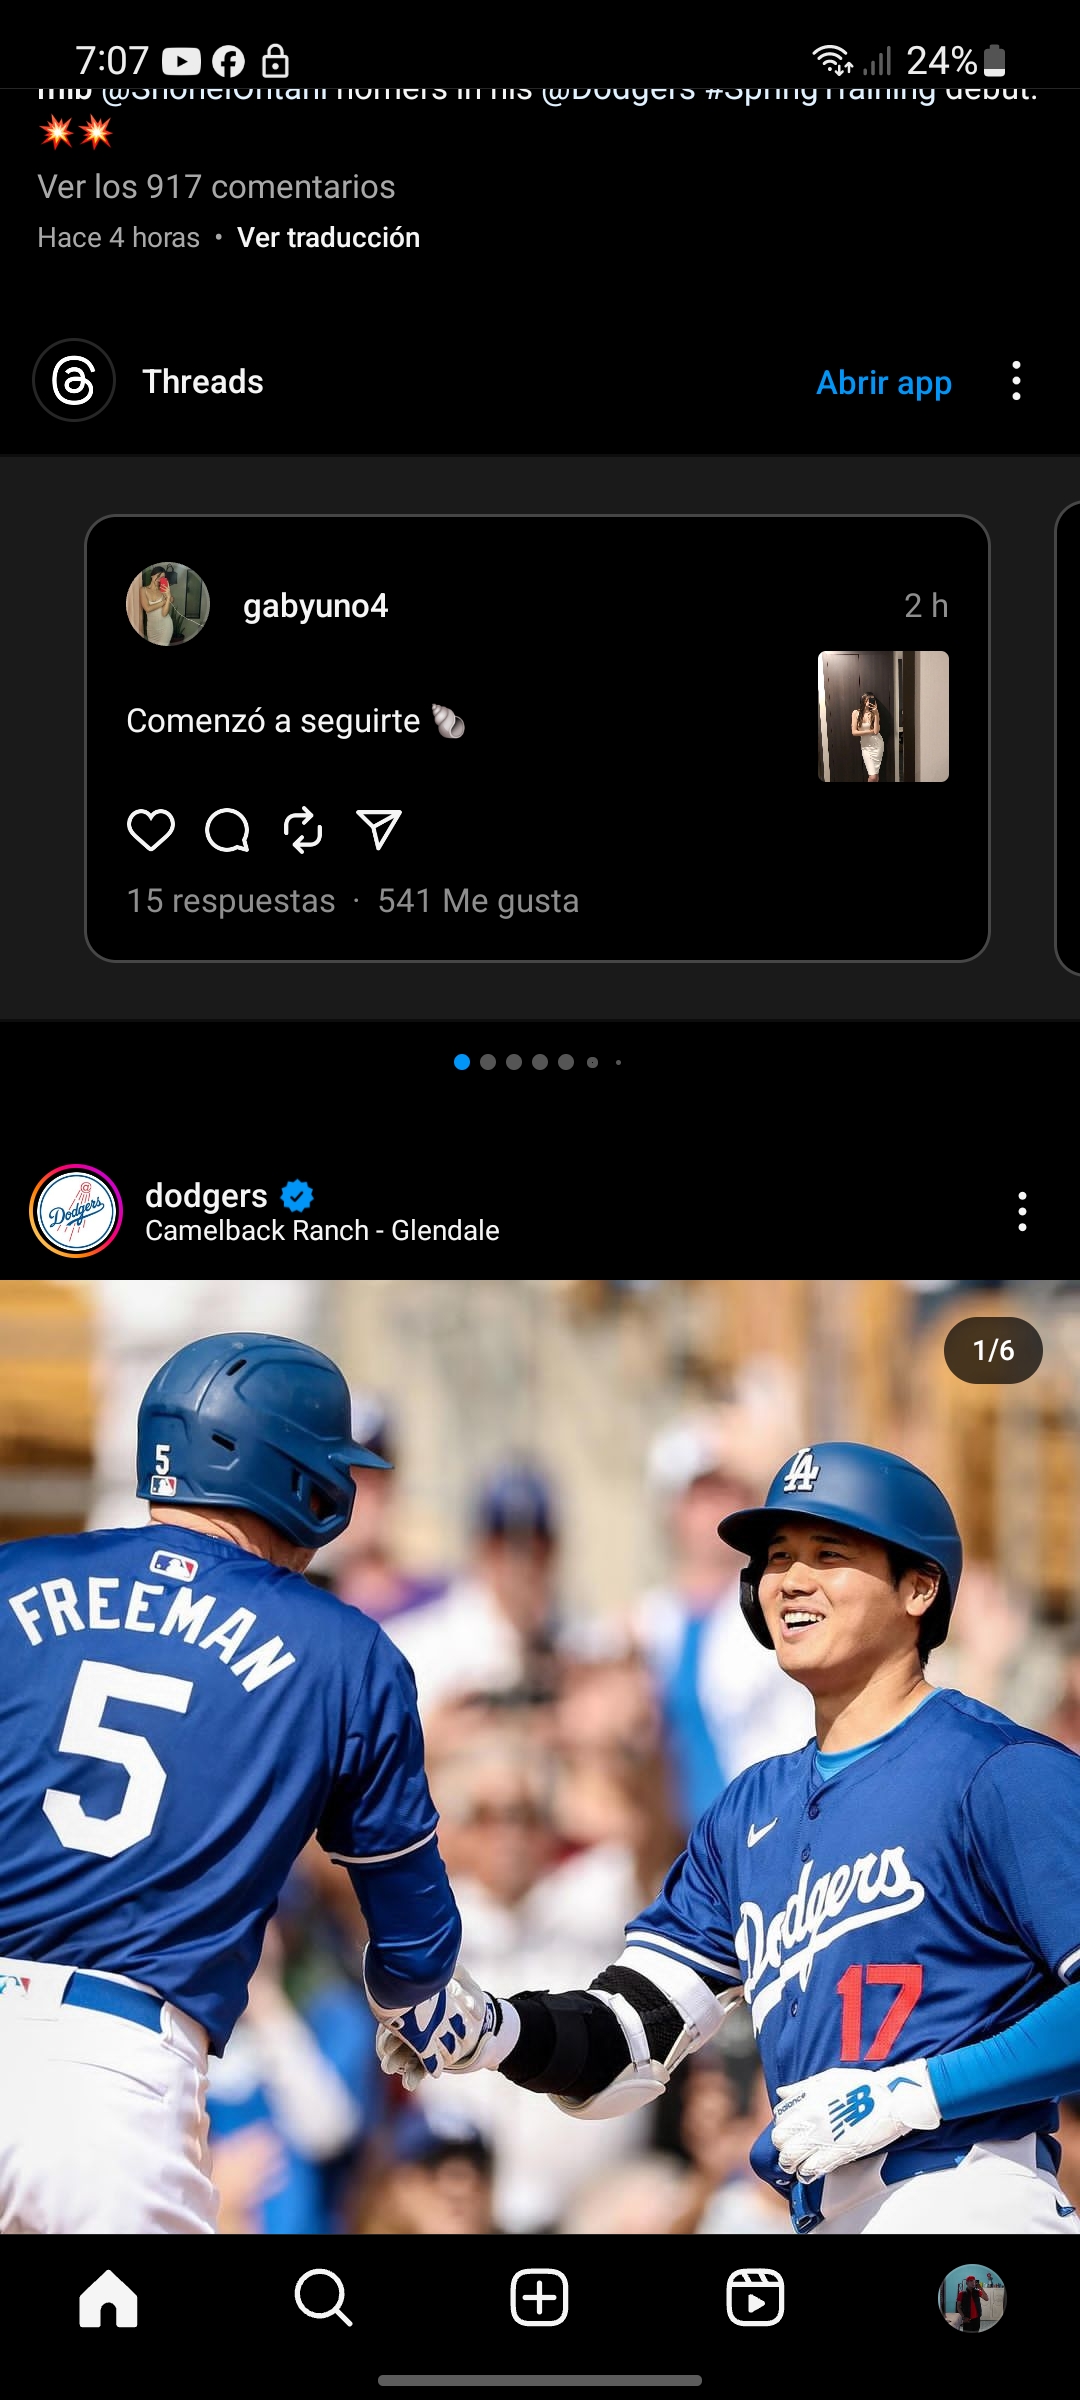 7:07 24%
mlb @ShoheiOhtani homers in his @Dodgers #SpringTraining debut.
💥💥
Ver los 917 comentarios
Hace 4 horas • Ver traducción
Threads Abrir app
gabyuno4 2 h
Comenzó a seguirte 🐚
15 respuestas · 541 Me gusta
Dodgers
dodgers
Camelback Ranch - Glendale
1/6
5
LA
FREEMAN
5
Dodgers
17
balance
NB